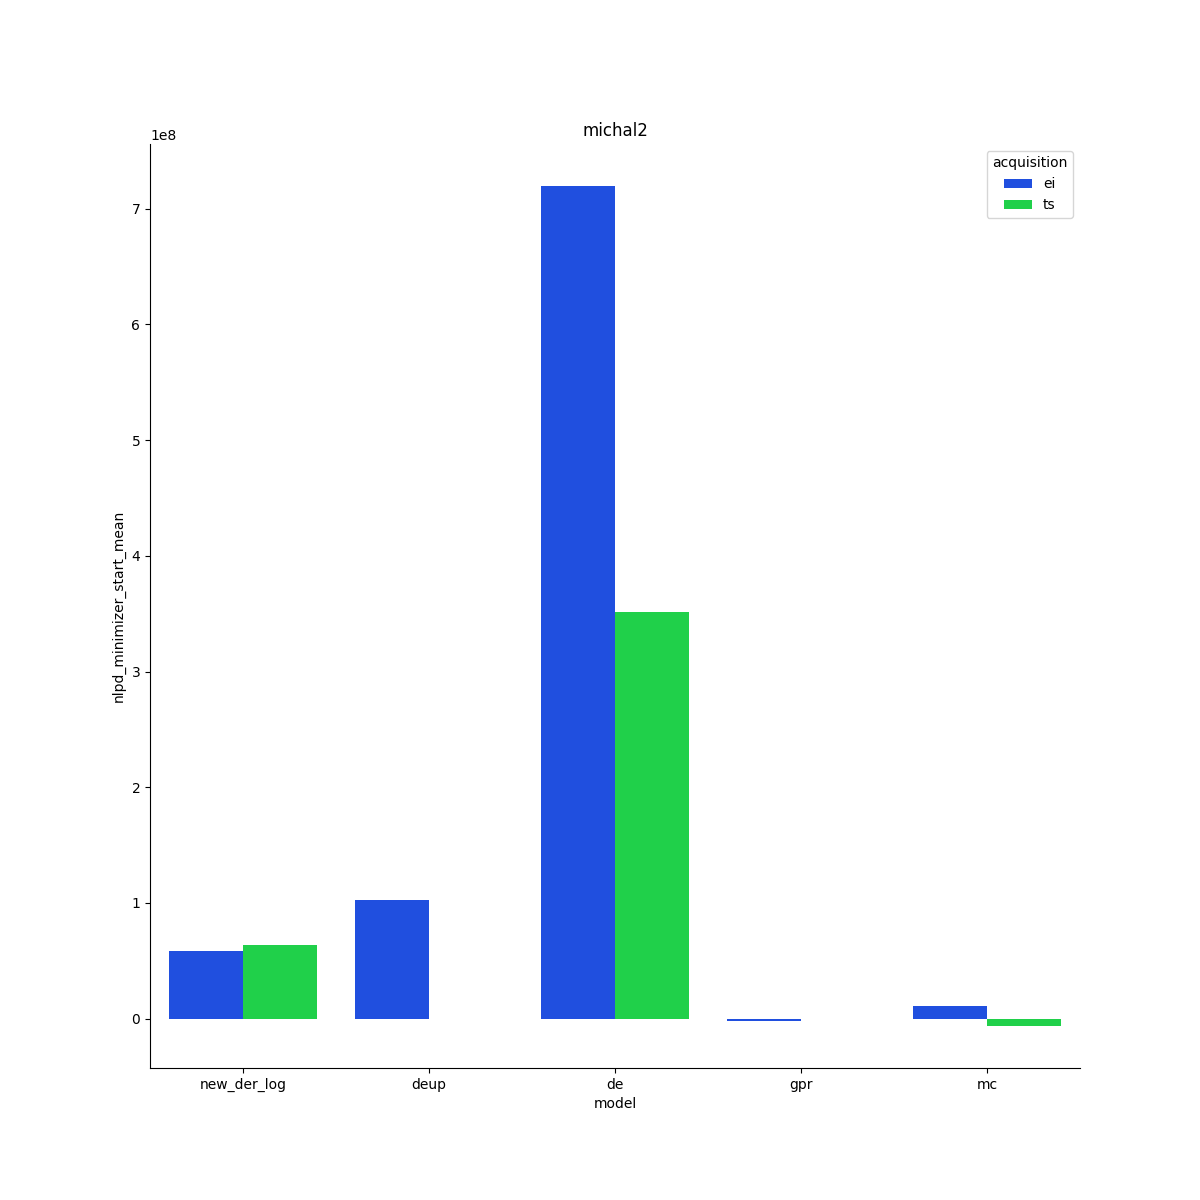 michal2
1e8
acquisition
ei
ts
7
6
5
4
3
2
1
0
nlpd_minimizer_start_mean
new_der_log deup de gpr mc
model